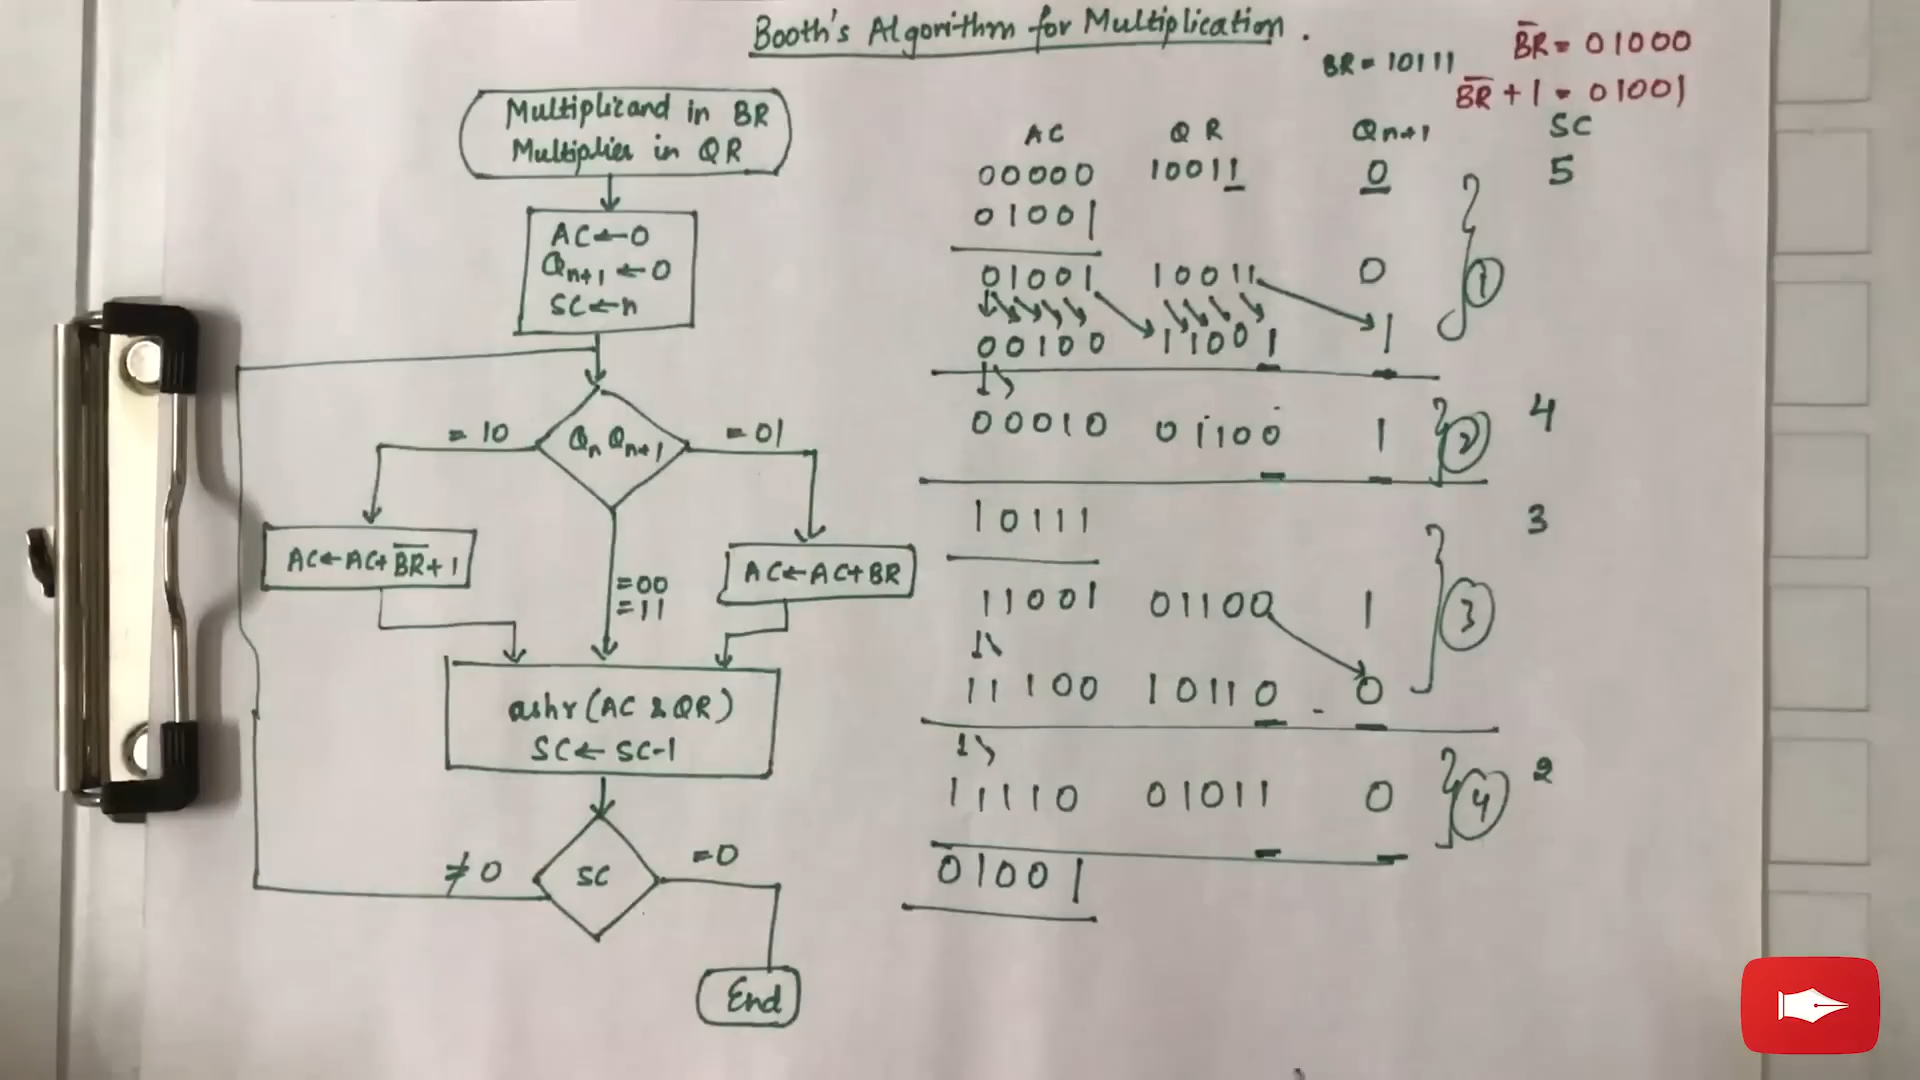 Booth's Algorithm for Multiplication.
BR = 10111
B̅R̅ = 01000
B̅R̅ + 1 = 01001
Multiplicand in BR
Multiplier in QR
AC ← 0
Qn+1 ← 0
SC ← n
Qn Qn+1
= 10
= 01
=00
=11
AC ← AC + B̅R̅ + 1
AC ← AC + BR
ashr (AC & QR)
SC ← SC-1
SC
≠ 0
=0
End
AC QR Qn+1 SC
00000 10011 0 5
01001
01001 10011 0 1
00100 11001 1
00010 01100 1 2 4
10111 3
11001 01100 1 3
11100 10110 0
11110 01011 0 4 2
01001